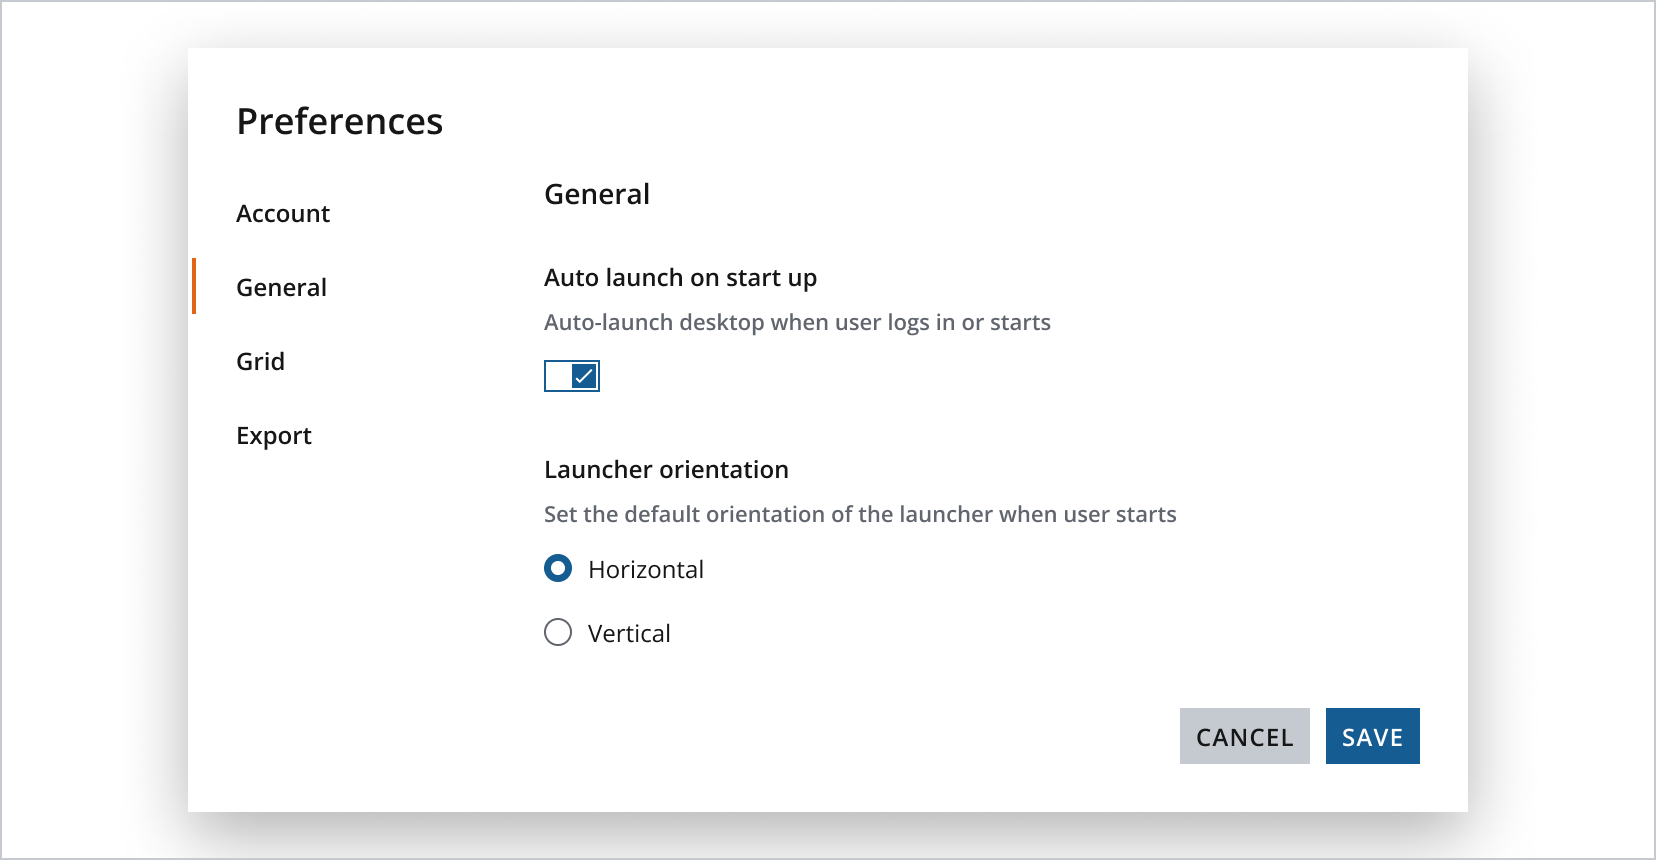 Preferences
Account
General
Grid
Export
General
Auto launch on start up
Auto-launch desktop when user logs in or starts
Launcher orientation
Set the default orientation of the launcher when user starts
Horizontal
Vertical
CANCEL
SAVE